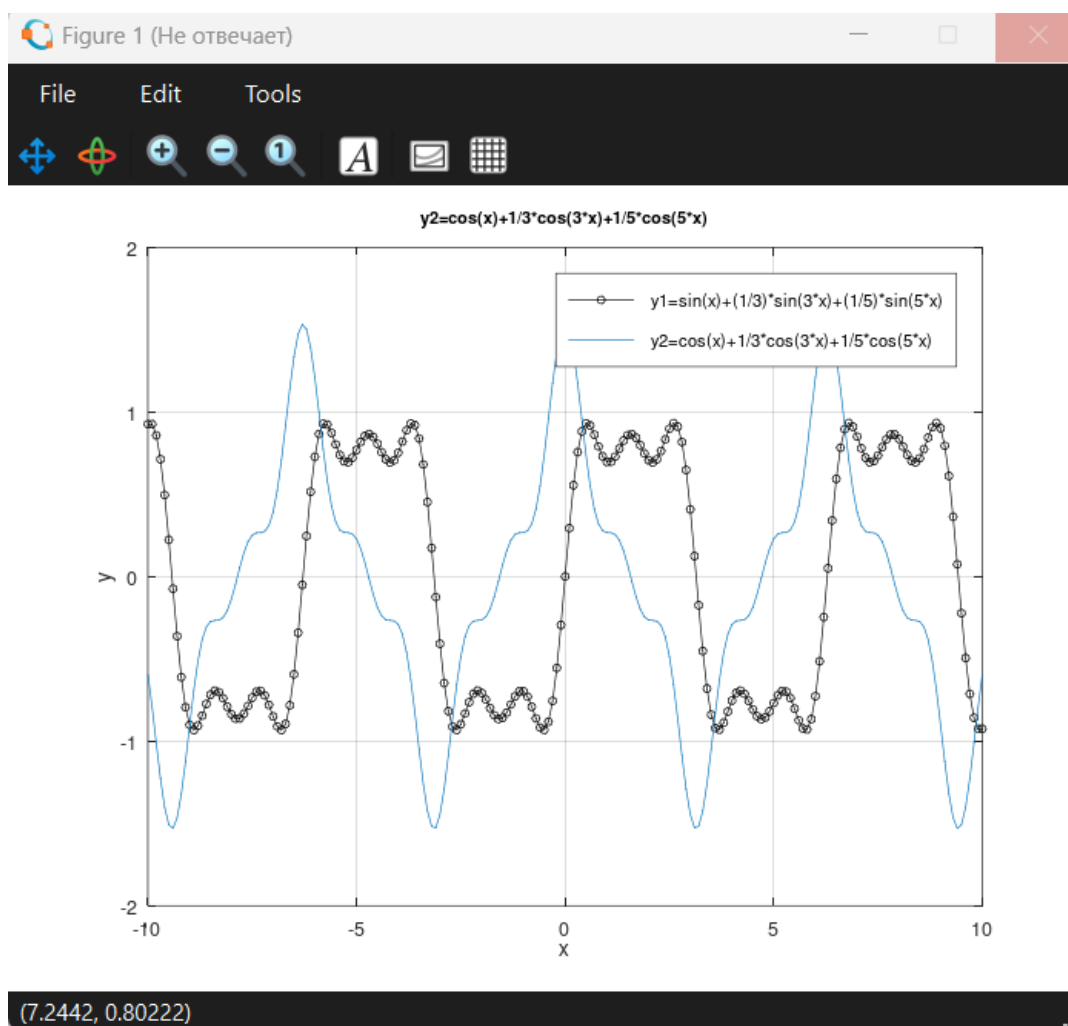 Figure 1 (Не отвечает)
File Edit Tools
1 A
y2=cos(x)+1/3*cos(3*x)+1/5*cos(5*x)
y1=sin(x)+(1/3)*sin(3*x)+(1/5)*sin(5*x)
y2=cos(x)+1/3*cos(3*x)+1/5*cos(5*x)
2
1
0
-1
-2
y
-10 -5 0 5 10
x
(7.2442, 0.80222)